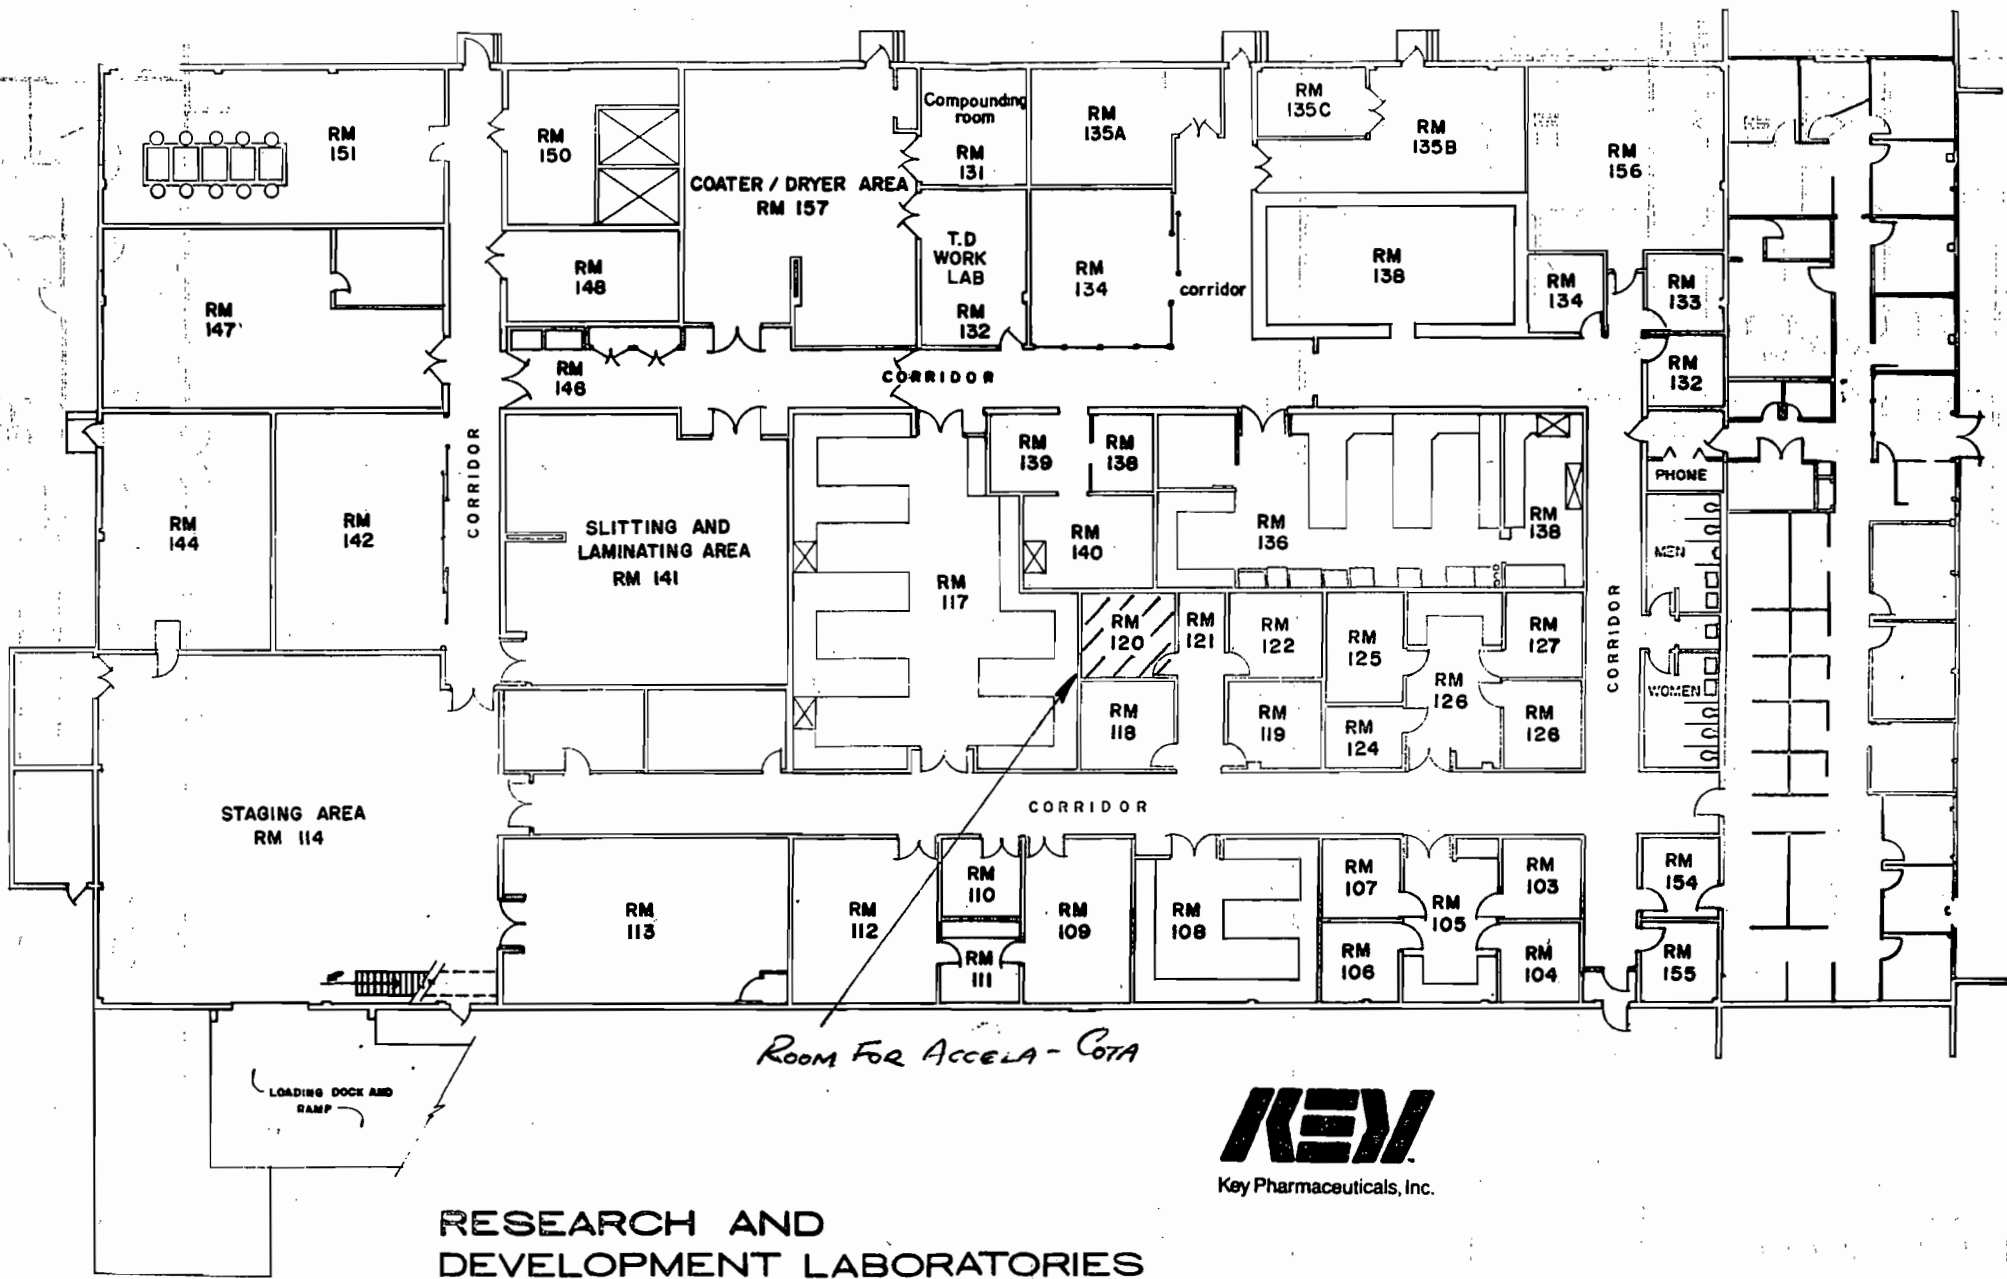 RM
151
RM
150
COATER / DRYER AREA
RM 157
Compounding
room
RM
131
RM
135A
RM
135C
RM
135B
RM
156
RM
147
RM
148
T.D
WORK
LAB
RM
132
RM
134
corridor
RM
138
RM
134
RM
133
RM
132
RM
146
CORRIDOR
RM
144
RM
142
CORRIDOR
SLITTING AND
LAMINATING AREA
RM 141
RM
117
RM
139
RM
138
RM
140
RM
136
RM
138
PHONE
MEN
WOMEN
CORRIDOR
RM
120
RM
121
RM
122
RM
125
RM
126
RM
127
RM
118
RM
119
RM
124
RM
126
STAGING AREA
RM 114
CORRIDOR
RM
113
RM
112
RM
110
RM
111
RM
109
RM
108
RM
107
RM
106
RM
105
RM
103
RM
104
RM
154
RM
155
ROOM FOR ACCELA - COTA
LOADING DOCK AND
RAMP
KEY
Key Pharmaceuticals, Inc.
RESEARCH AND
DEVELOPMENT LABORATORIES